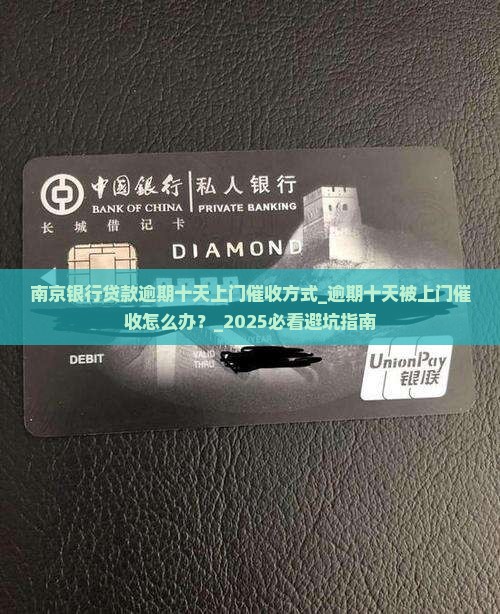 中國銀行 私人银行
BANK OF CHINA PRIVATE BANKING
长城借记卡
DIAMOND
南京银行贷款逾期十天上门催收方式_逾期十天被上门催
收怎么办？_2025必看避坑指南
DEBIT
VALID
THRU
UnionPay
银联